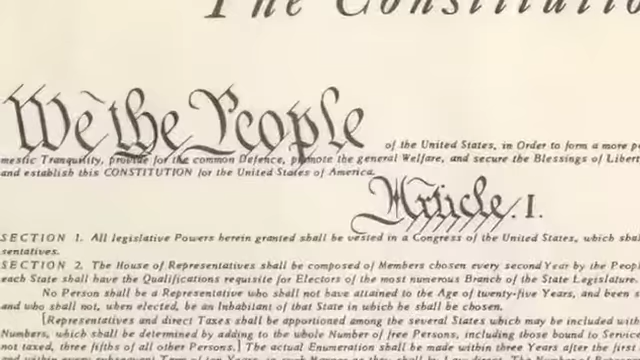 The Constitutio
We the People of the United States, in Order to form a more pe
mestic Tranquility, provide for the common Defence, promote the general Welfare, and secure the Blessings of Libert
and establish this CONSTITUTION for the United States of America.
Article. I.
SECTION 1. All legislative Powers herein granted shall be vested in a Congress of the United States, which shal
sentatives.
SECTION 2. The House of Representatives shall be composed of Members chosen every second Year by the Peopl
each State shall have the Qualifications requisite for Electors of the most numerous Branch of the State Legislature.
No Person shall be a Representative who shall not have attained to the Age of twenty-five Years, and been s
and who shall not, when elected, be an Inhabitant of that State in which he shall be chosen.
[Representatives and direct Taxes shall be apportioned among the several States which may be included with
Numbers, which shall be determined by adding to the whole Number of free Persons, including those bound to Service
not taxed, three fifths of all other Persons.] The actual Enumeration shall be made within three Years after the first